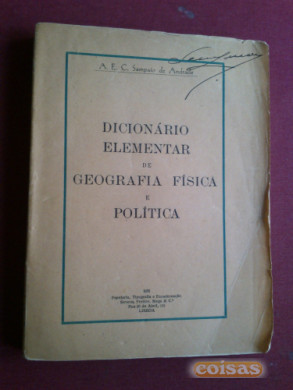 A. E. C. Sampaio de Andrade
DICIONÁRIO
ELEMENTAR
DE
GEOGRAFIA FÍSICA
E
POLÍTICA
LISBOA
coisas